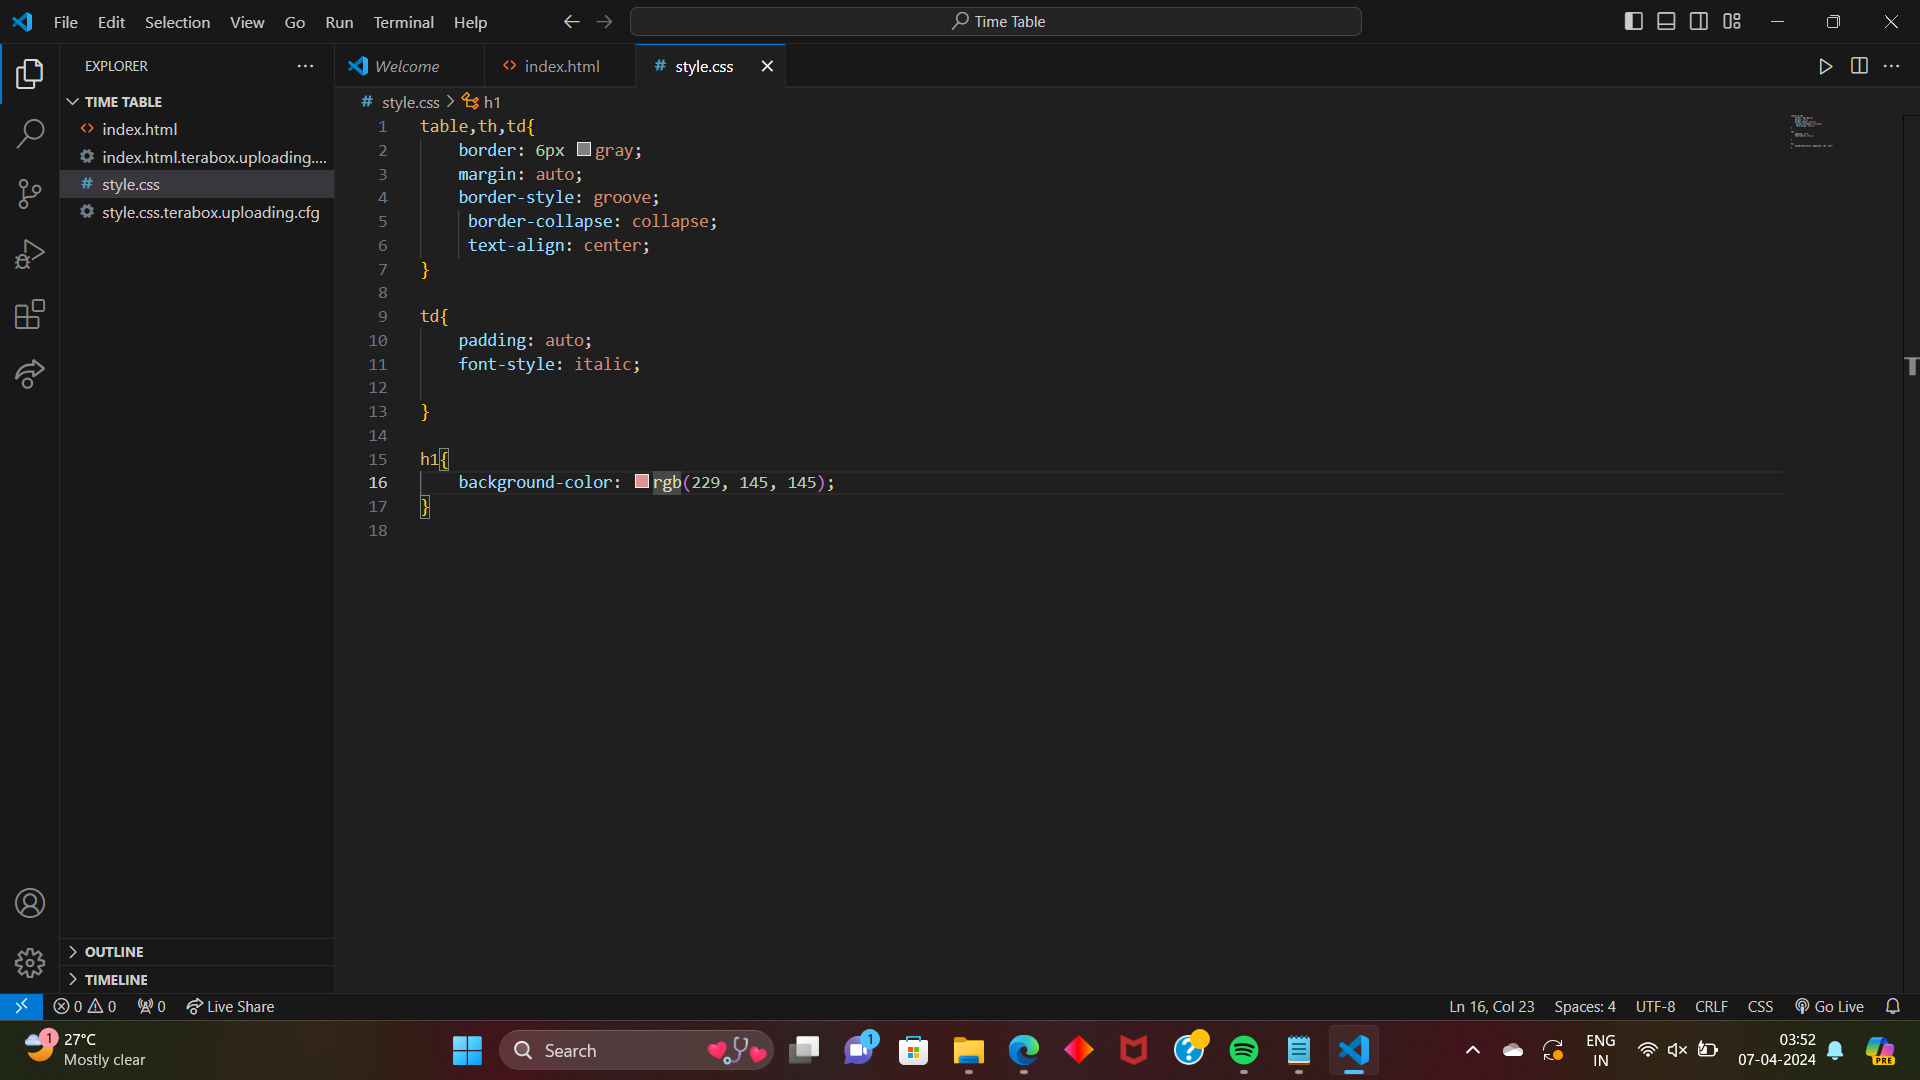 File Edit Selection View Go Run Terminal Help
Time Table
EXPLORER
TIME TABLE
index.html
index.html.terabox.uploading....
style.css
style.css.terabox.uploading.cfg
OUTLINE
TIMELINE
Welcome index.html style.css
style.css > h1
1 table,th,td{
2 border: 6px gray;
3 margin: auto;
4 border-style: groove;
5 border-collapse: collapse;
6 text-align: center;
7 }
8
9 td{
10 padding: auto;
11 font-style: italic;
12
13 }
14
15 h1{
16 background-color: rgb(229, 145, 145);
17 }
18
0 0 0 Live Share
Ln 16, Col 23 Spaces: 4 UTF-8 CRLF CSS Go Live
1
27°C
Mostly clear
Search
1
PRE
ENG
IN
03:52
07-04-2024